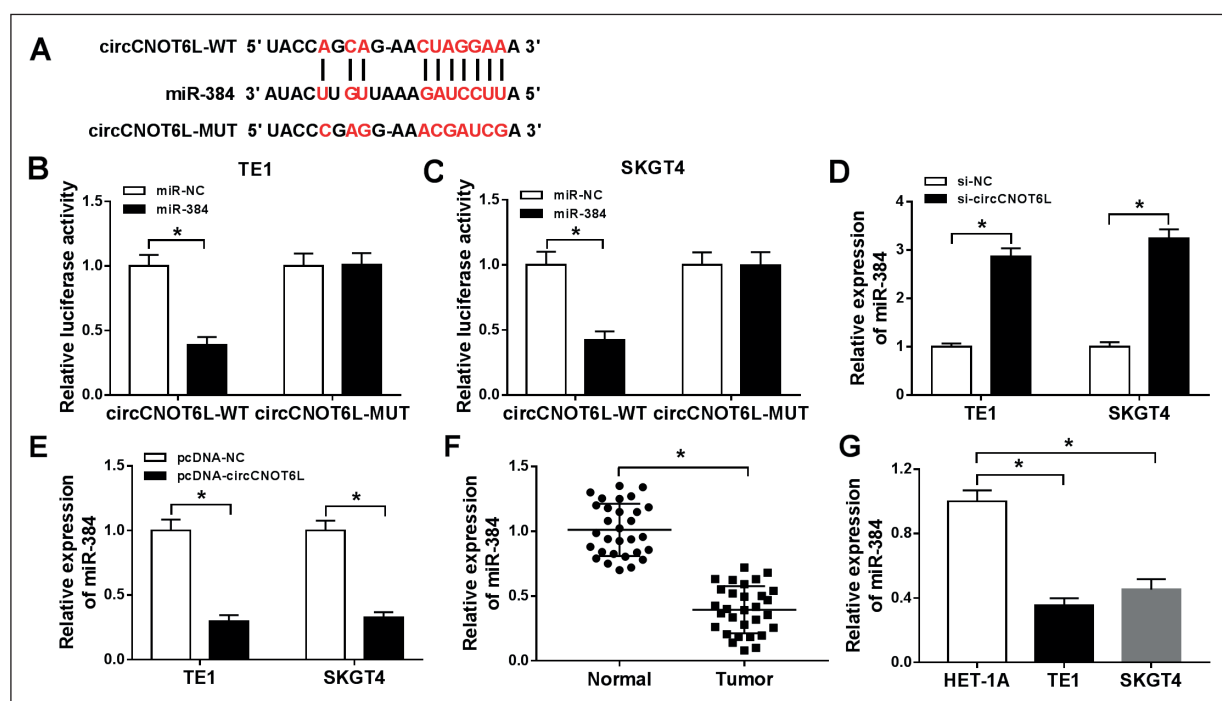 A
circCNOT6L-WT 5' UACCAGCAG-AACUAGGAAA 3'
miR-384 3' AUACUUGUUAAAGAUCCUUA 5'
circCNOT6L-MUT 5' UACCCGAGG-AAACGAUCGA 3'
B
TE1
miR-NC
miR-384
Relative luciferase activity
1.5
1.0
0.5
0.0
*
circCNOT6L-WT circCNOT6L-MUT
C
SKGT4
miR-NC
miR-384
Relative luciferase activity
1.5
1.0
0.5
0.0
*
circCNOT6L-WT circCNOT6L-MUT
D
si-NC
si-circCNOT6L
Relative expression
of miR-384
4
3
2
1
0
* *
TE1 SKGT4
E
pcDNA-NC
pcDNA-circCNOT6L
Relative expression
of miR-384
1.5
1.0
0.5
0.0
* *
TE1 SKGT4
F
Relative expression
of miR-384
1.5
1.0
0.5
0.0
*
Normal Tumor
G
Relative expression
of miR-384
1.2
0.8
0.4
0.0
*
*
HET-1A TE1 SKGT4